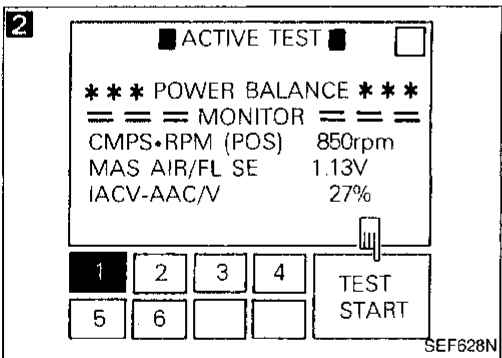 2
■ ACTIVE TEST ■
*** POWER BALANCE ***
= = = MONITOR = = =
CMPS•RPM (POS) 850rpm
MAS AIR/FL SE 1.13V
IACV-AAC/V 27%
1 2 3 4
TEST
START
5 6
SEF628N